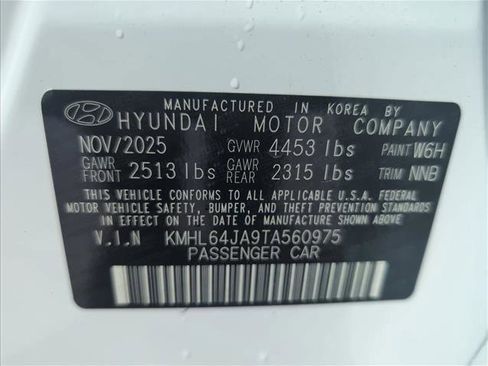 MANUFACTURED IN KOREA BY
HYUNDAI MOTOR COMPANY
NOV/2025 GVWR 4453 lbs PAINT W6H
GAWR FRONT 2513 lbs GAWR REAR 2315 lbs TRIM NNB
THIS VEHICLE CONFORMS TO ALL APPLICABLE U.S.A. FEDERAL
MOTOR VEHICLE SAFETY, BUMPER, AND THEFT PREVENTION STANDARDS
IN EFFECT ON THE DATE OF MANUFACTURE SHOWN ABOVE.
V.I.N KMHL64JA9TA560975
PASSENGER CAR